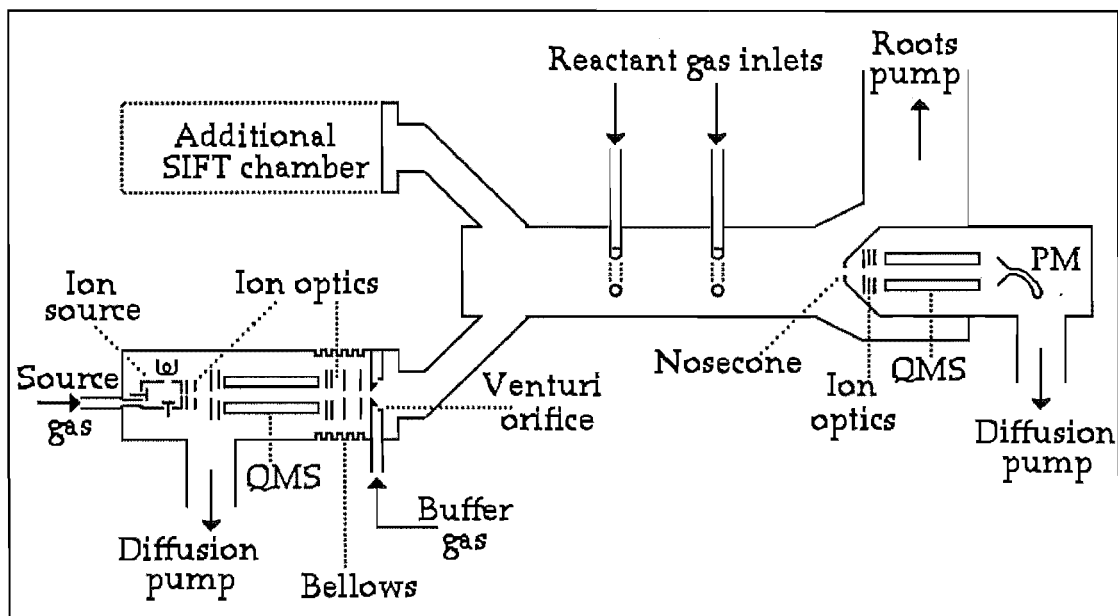 Roots
pump
Reactant gas inlets
Additional
SIFT chamber
PM
Ion
source
Ion optics
Nosecone
QMS
Source
gas
Venturi
orifice
Ion
optics
Diffusion
pump
QMS
Buffer
gas
Diffusion
pump
Bellows